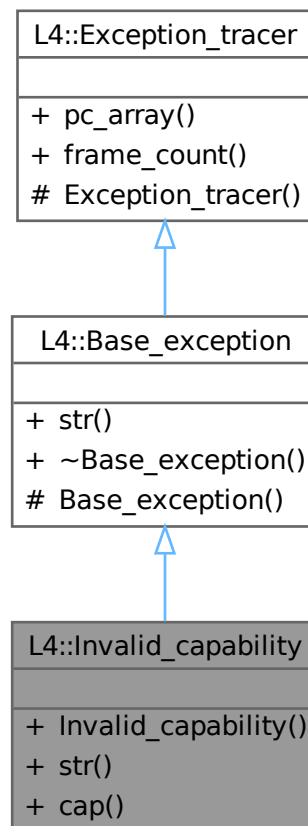 L4::Exception_tracer
+ pc_array()
+ frame_count()
# Exception_tracer()
L4::Base_exception
+ str()
+ ~Base_exception()
# Base_exception()
L4::Invalid_capability
+ Invalid_capability()
+ str()
+ cap()